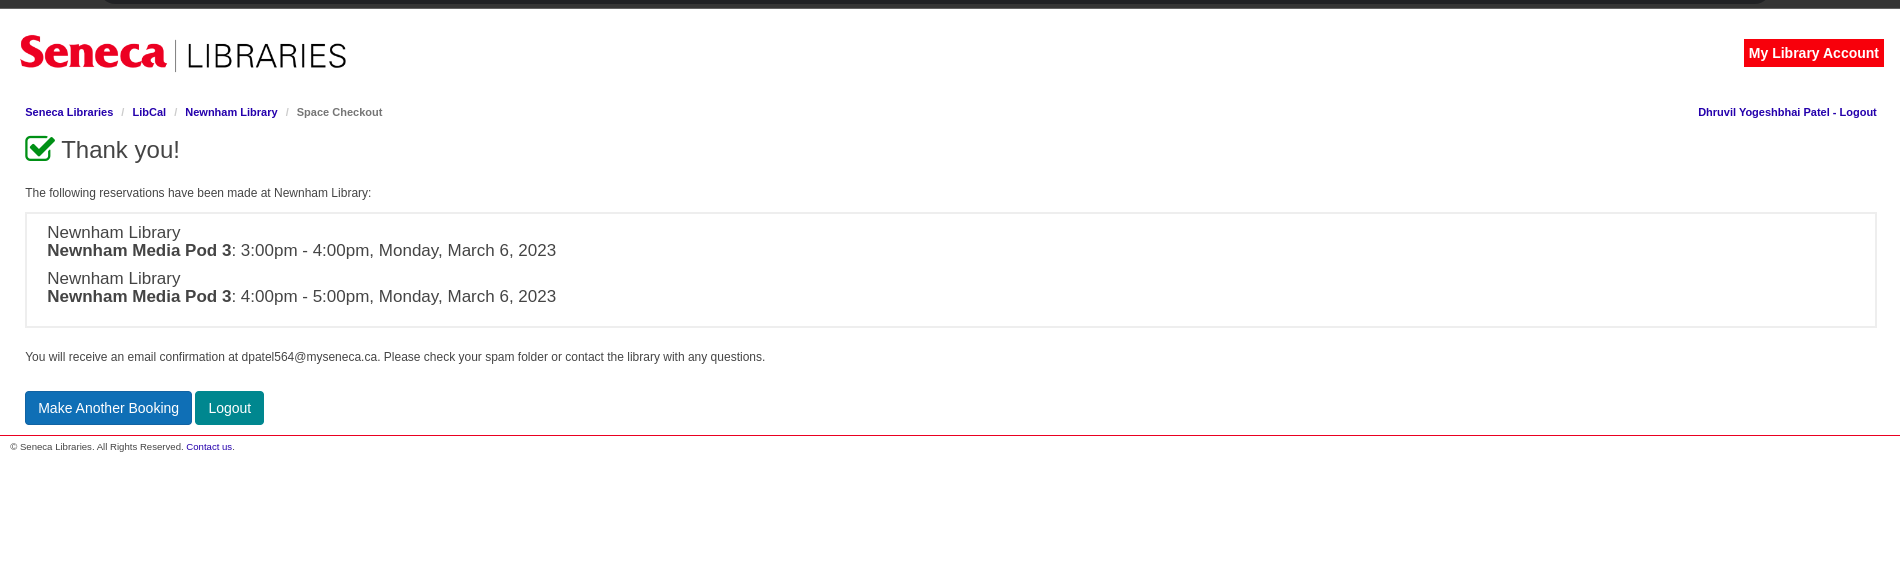 Seneca LIBRARIES
My Library Account
Seneca Libraries / LibCal / Newnham Library / Space Checkout
Dhruvil Yogeshbhai Patel - Logout
Thank you!
The following reservations have been made at Newnham Library:
Newnham Library
Newnham Media Pod 3: 3:00pm - 4:00pm, Monday, March 6, 2023
Newnham Library
Newnham Media Pod 3: 4:00pm - 5:00pm, Monday, March 6, 2023
You will receive an email confirmation at dpatel564@myseneca.ca. Please check your spam folder or contact the library with any questions.
Make Another Booking Logout
© Seneca Libraries. All Rights Reserved. Contact us.